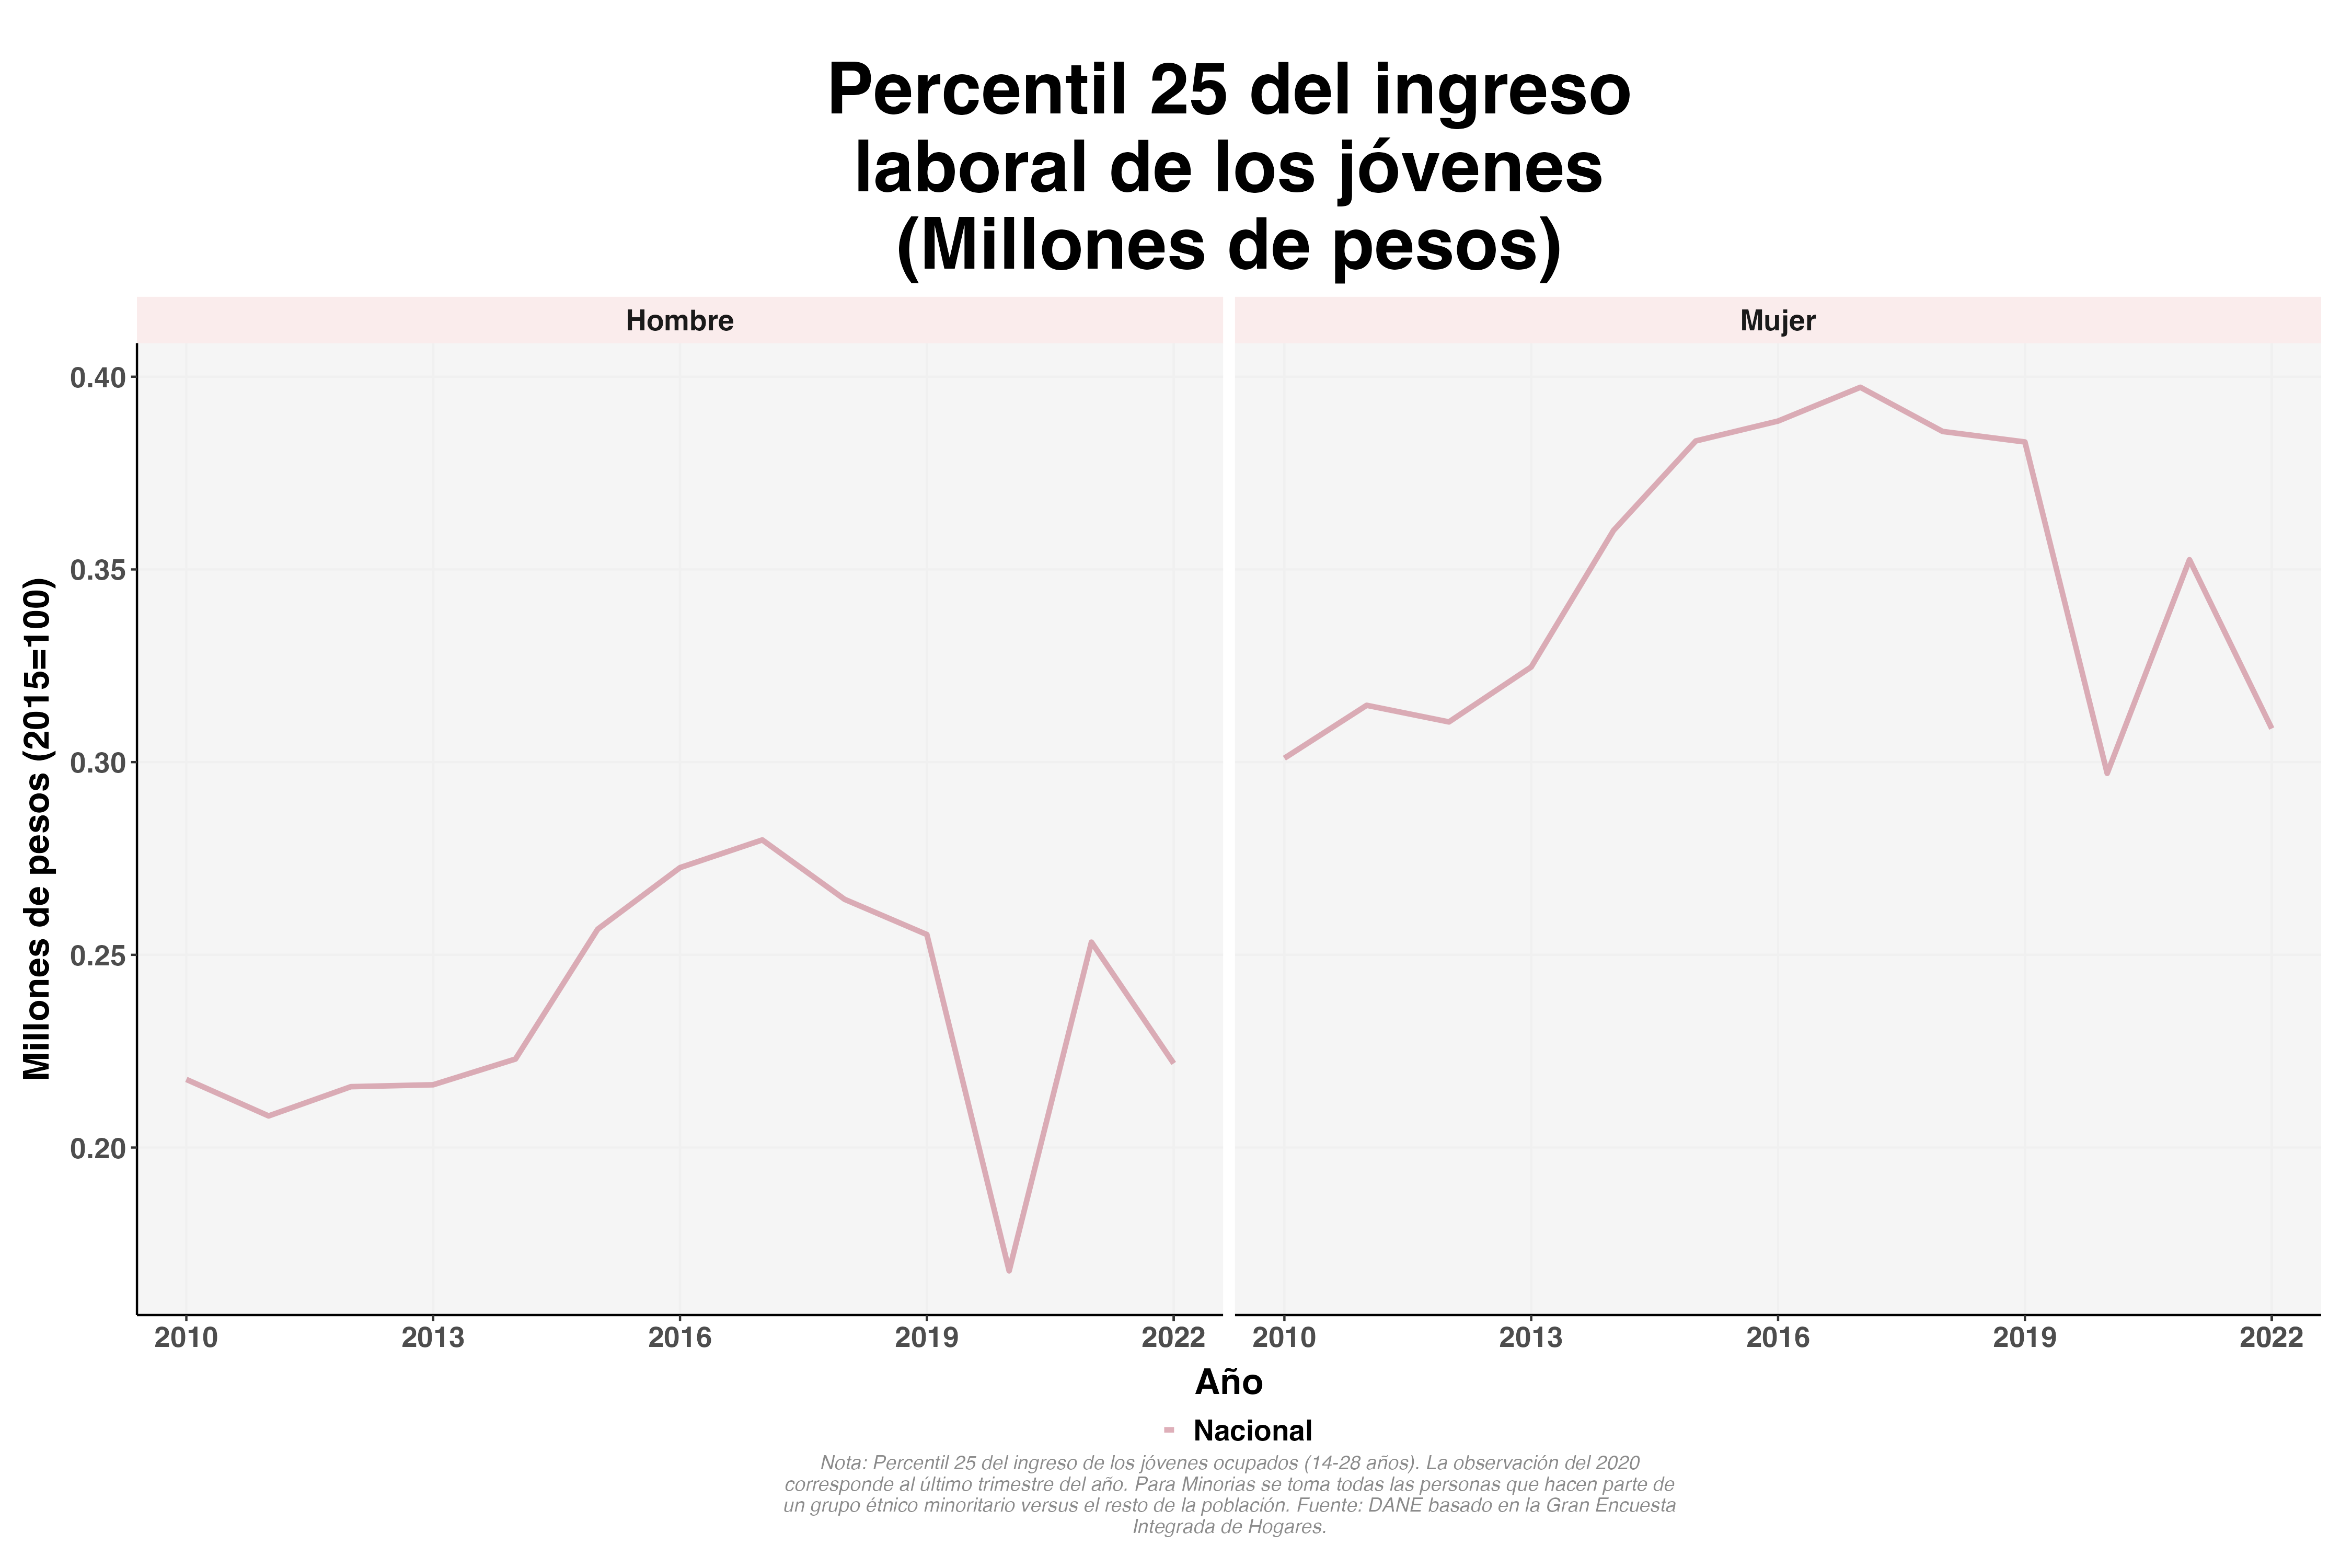 Percentil 25 del ingreso
laboral de los jóvenes
(Millones de pesos)
Hombre
Mujer
Millones de pesos (2015=100)
0.40
0.35
0.30
0.25
0.20
2010
2013
2016
2019
2022
2010
2013
2016
2019
2022
Año
Nacional
Nota: Percentil 25 del ingreso de los jóvenes ocupados (14-28 años). La observación del 2020
corresponde al último trimestre del año. Para Minorias se toma todas las personas que hacen parte de
un grupo étnico minoritario versus el resto de la población. Fuente: DANE basado en la Gran Encuesta
Integrada de Hogares.